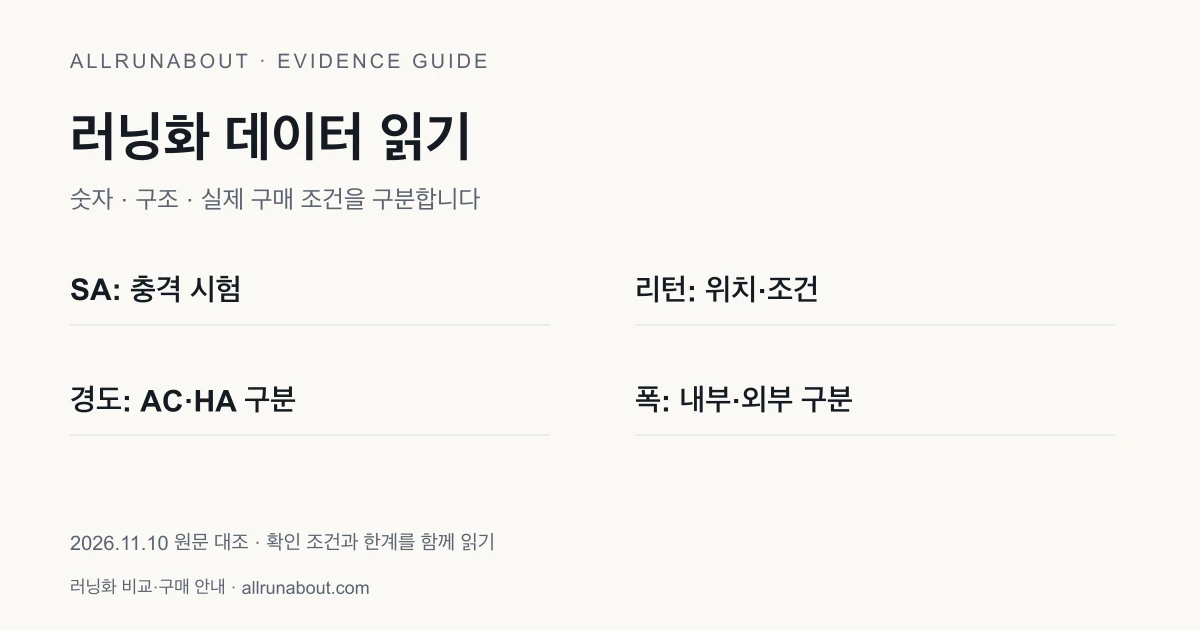 ALLRUNABOUT · EVIDENCE GUIDE
러닝화 데이터 읽기
숫자 · 구조 · 실제 구매 조건을 구분합니다
SA: 충격 시험
리턴: 위치·조건
경도: AC·HA 구분
폭: 내부·외부 구분
2026.11.10 원문 대조 · 확인 조건과 한계를 함께 읽기
러닝화 비교·구매 안내 · allrunabout.com